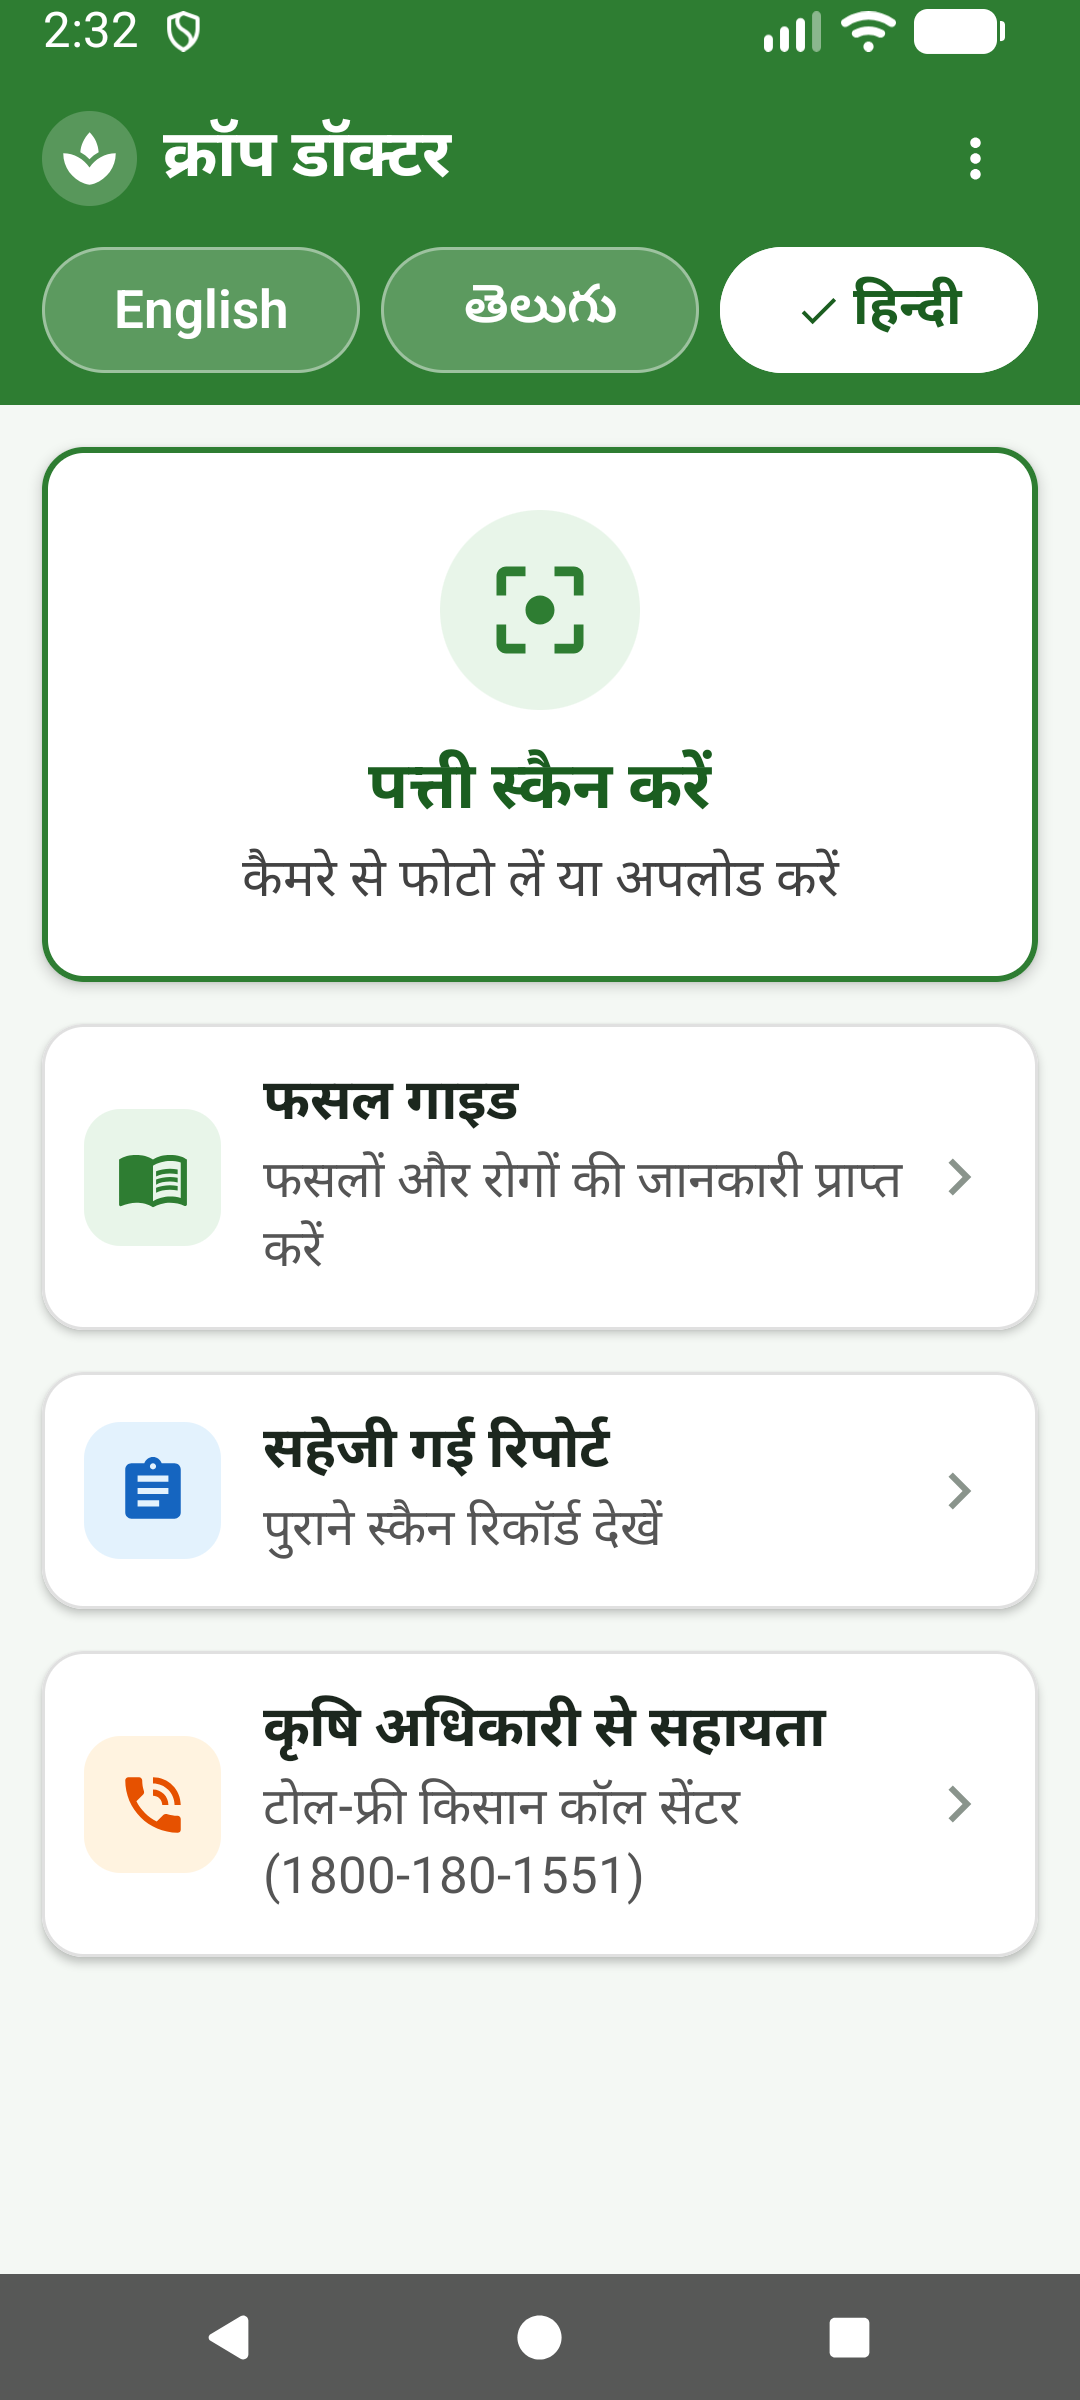 2:32
क्रॉप डॉक्टर
English
తెలుగు
हिन्दी
पत्ती स्कैन करें
कैमरे से फोटो लें या अपलोड करें
फसल गाइड
फसलों और रोगों की जानकारी प्राप्त
करें
सहेजी गई रिपोर्ट
पुराने स्कैन रिकॉर्ड देखें
कृषि अधिकारी से सहायता
टोल-फ्री किसान कॉल सेंटर
(1800-180-1551)